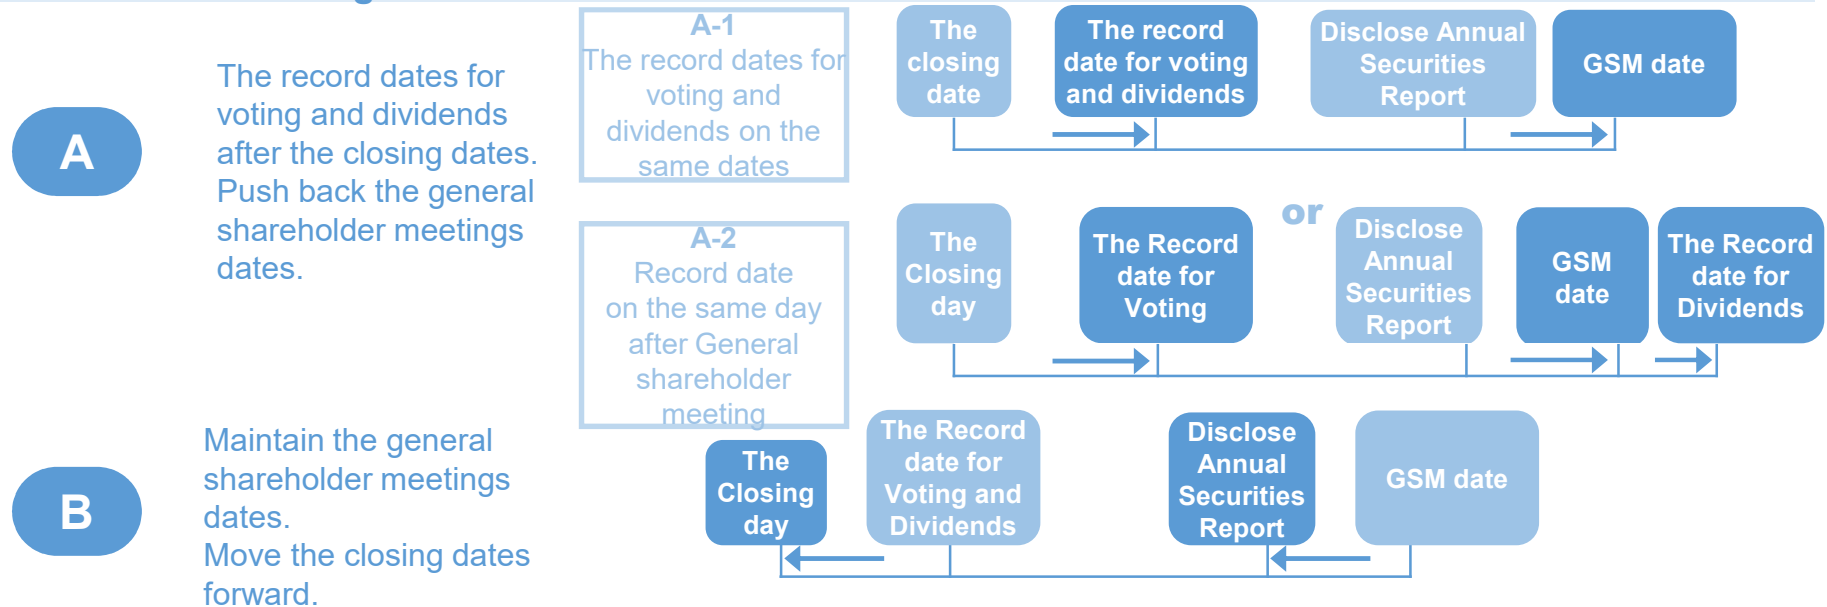 A
The record dates for
voting and dividends
after the closing dates.
Push back the general
shareholder meetings
dates.
A-1
The record dates for
voting and
dividends on the
same dates
The
closing
date
The record
date for voting
and dividends
Disclose Annual
Securities
Report
GSM date
or
A-2
Record date
on the same day
after General
shareholder
meeting
The
Closing
day
The Record
date for
Voting
Disclose
Annual
Securities
Report
GSM
date
The Record
date for
Dividends
B
Maintain the general
shareholder meetings
dates.
Move the closing dates
forward.
The
Closing
day
The Record
date for
Voting and
Dividends
Disclose
Annual
Securities
Report
GSM date